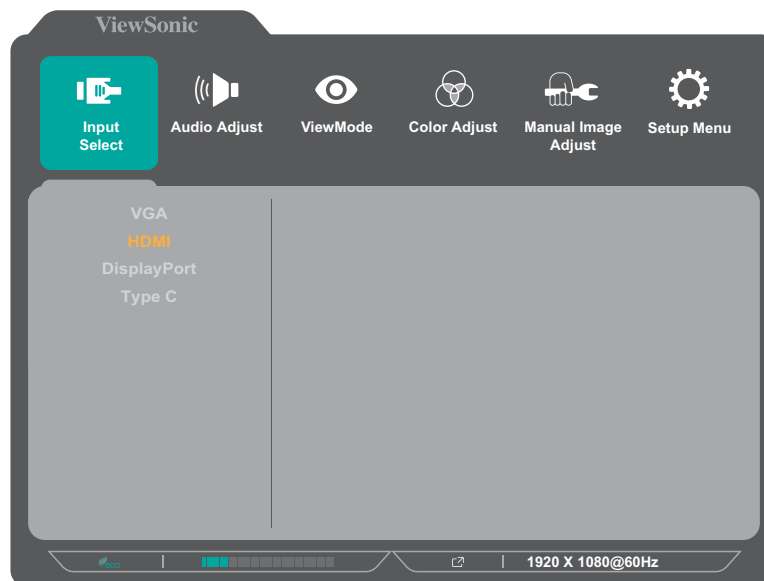 ViewSonic
Input
Select
Audio Adjust
ViewMode
Color Adjust
Manual Image
Adjust
Setup Menu
VGA
HDMI
DisplayPort
Type C
eco
1920 X 1080@60Hz